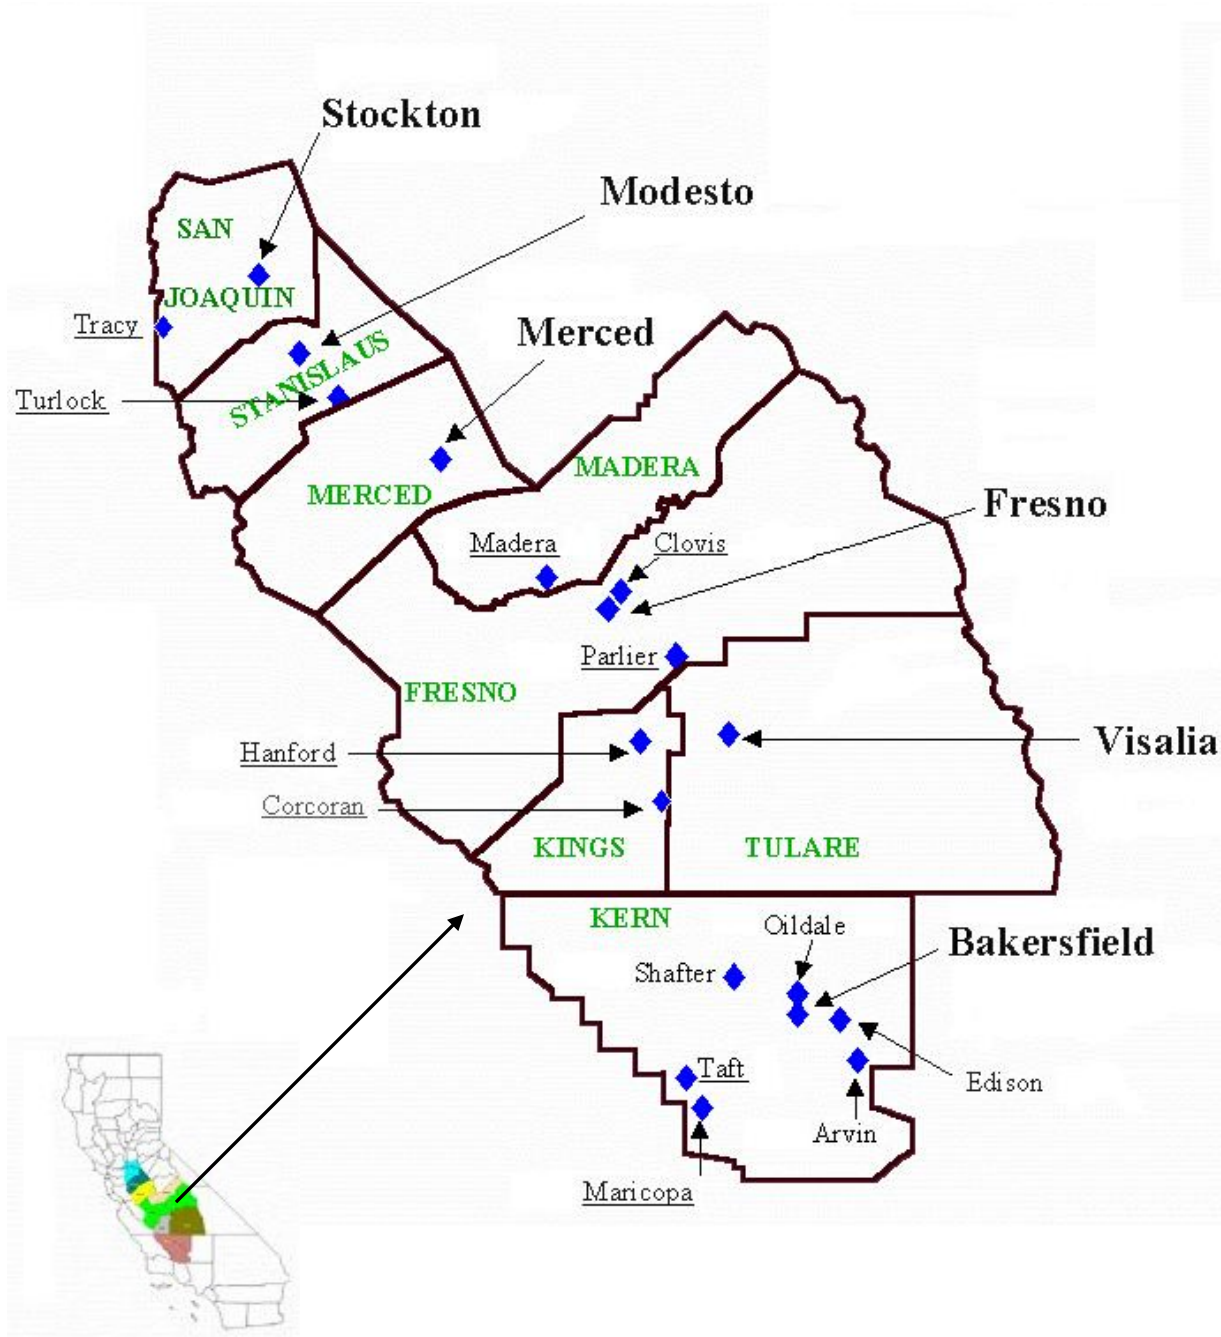 Stockton
Modesto
SAN
JOAQUIN
Tracy
Merced
STANISLAUS
Turlock
MADERA
MERCED
Fresno
Madera
Clovis
Parlier
FRESNO
Hanford
Visalia
Corcoran
KINGS
TULARE
KERN
Oildale
Bakersfield
Shafter
Taft
Edison
Arvin
Maricopa